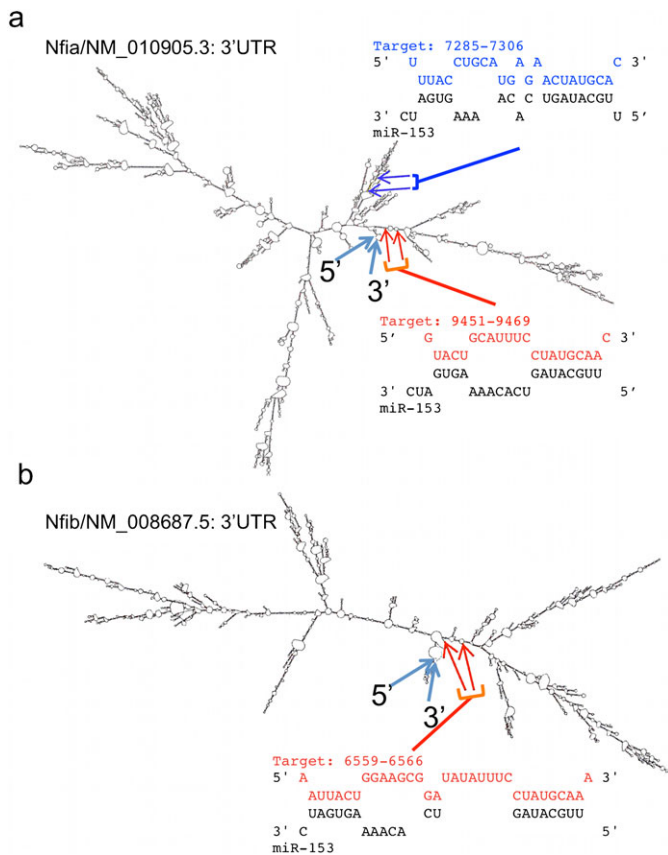 a
Nfia/NM_010905.3: 3'UTR
Target: 7285-7306
5' U CUGCA A A C 3'
UUAC UG G ACUAUGCA
AGUG AC C UGAUACGU
3' CU AAA A U 5'
miR-153
5'
3'
Target: 9451-9469
5' G GCAUUUC C 3'
UACU CUAUGCAA
GUGA GAUACGUU
3' CUA AAACACU 5'
miR-153
b
Nfib/NM_008687.5: 3'UTR
5'
3'
Target: 6559-6566
5' A GGAAGCG UAUAUUUC A 3'
AUUACU GA CUAUGCAA
UAGUGA CU GAUACGUU
3' C AAACA 5'
miR-153